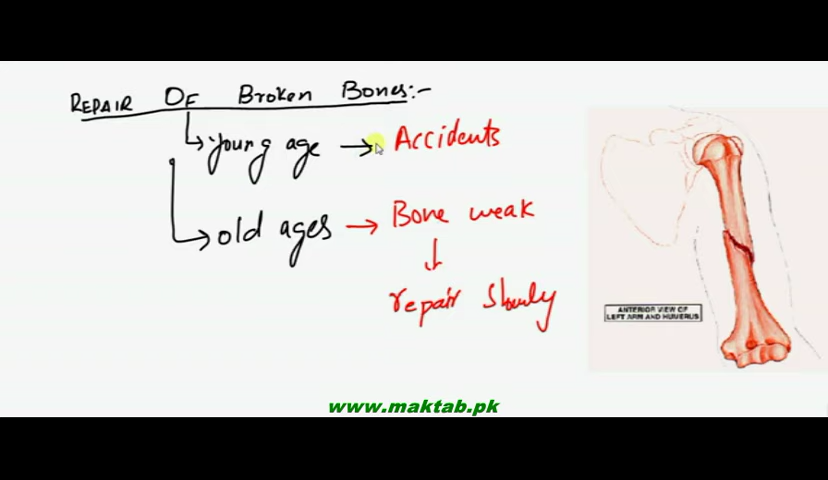 REPAIR OF Broken Bones:-
Young age → Accidents
old ages → Bone weak
repair slowly
ANTERIOR VIEW OF
LEFT ARM AND HUMERUS
www.maktab.pk